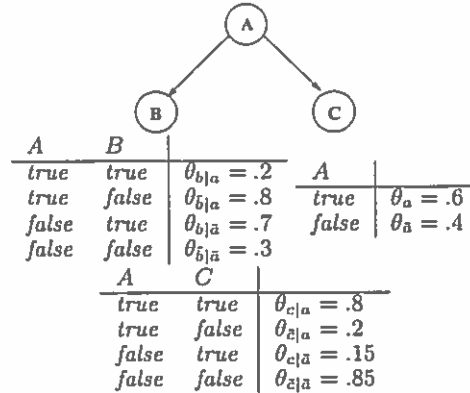 A
B C
A B
true true θ_{b|a} = .2
true false θ_{b̄|a} = .8
false true θ_{b|ā} = .7
false false θ_{b̄|ā} = .3
A
true θ_a = .6
false θ_ā = .4
A C
true true θ_{c|a} = .8
true false θ_{c̄|a} = .2
false true θ_{c|ā} = .15
false false θ_{c̄|ā} = .85